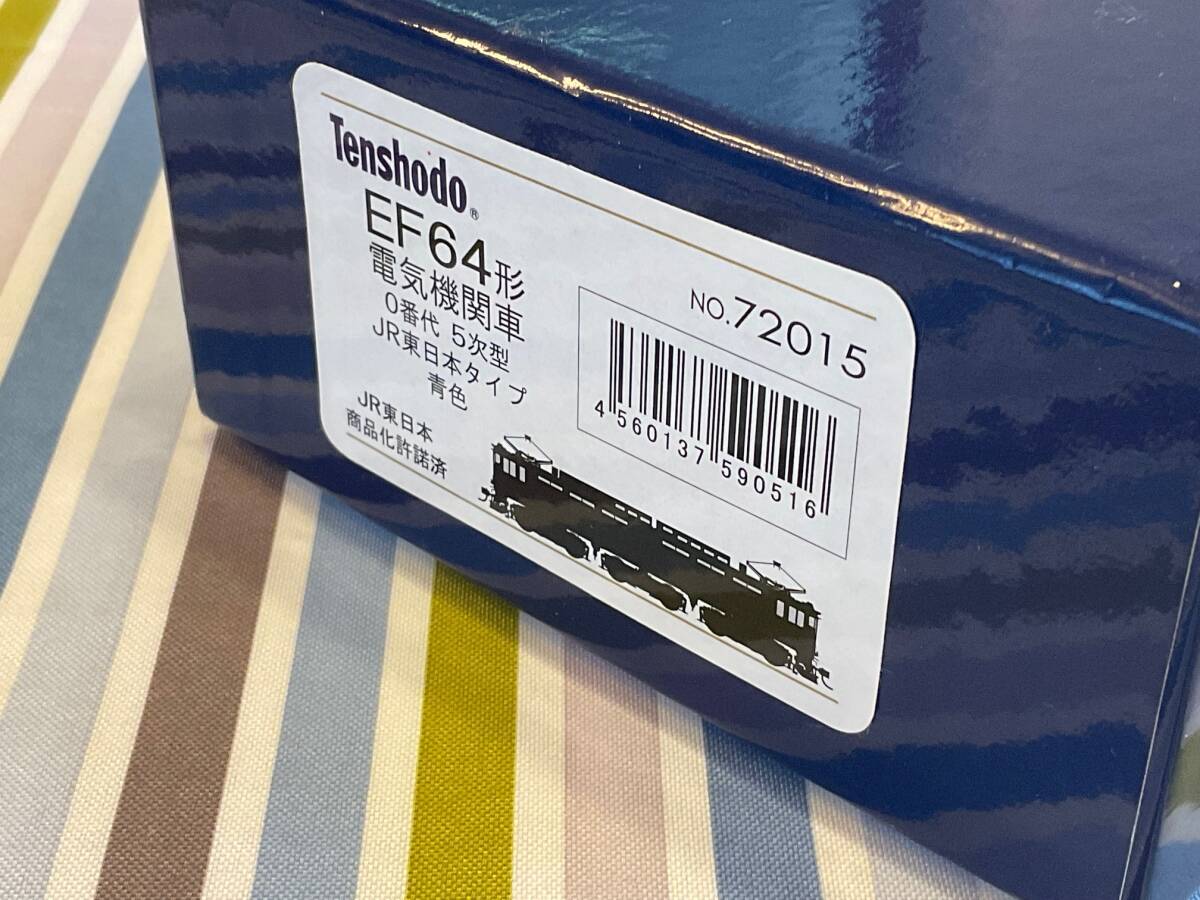 Tenshodo®
EF64形
電気機関車
0番代 5次型
JR東日本タイプ
青色
JR東日本
商品化許諾済
NO.72015
4 560137 590516